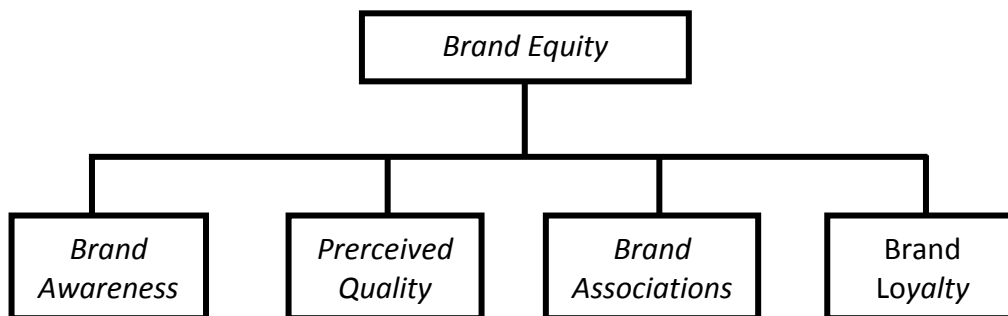 Brand Equity
Brand
Awareness
Prerceived
Quality
Brand
Associations
Brand
Loyalty